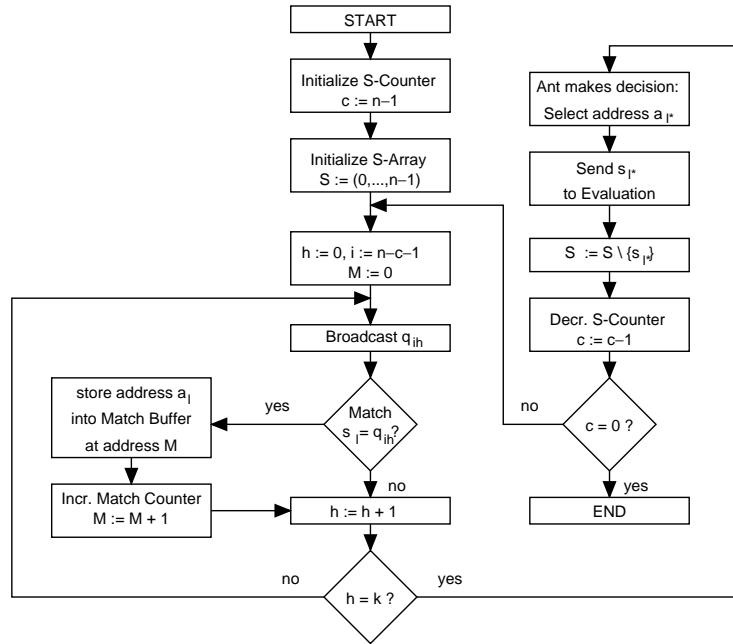 START
Initialize S-Counter
c := n−1
Initialize S-Array
S := (0,...,n−1)
h := 0, i := n−c−1
M := 0
Broadcast q_ih
Match
s_l = q_ih?
yes
no
store address a_l
into Match Buffer
at address M
Incr. Match Counter
M := M + 1
h := h + 1
h = k ?
no
yes
Ant makes decision:
Select address a_l*
Send s_l*
to Evaluation
S := S \ {s_l*}
Decr. S-Counter
c := c−1
c = 0 ?
no
yes
END